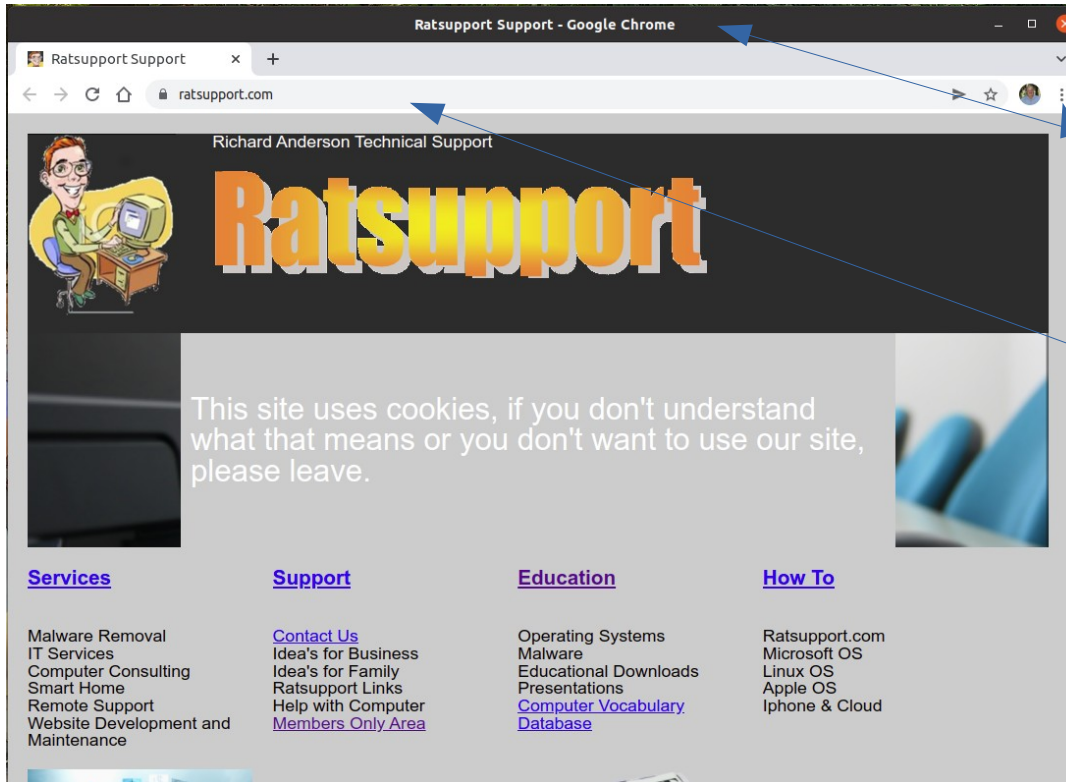 Ratsupport Support - Google Chrome
Ratsupport Support
ratsupport.com
Richard Anderson Technical Support
Ratsupport
This site uses cookies, if you don't understand
what that means or you don't want to use our site,
please leave.
Services
Malware Removal
IT Services
Computer Consulting
Smart Home
Remote Support
Website Development and
Maintenance
Support
Contact Us
Idea's for Business
Idea's for Family
Ratsupport Links
Help with Computer
Members Only Area
Education
Operating Systems
Malware
Educational Downloads
Presentations
Computer Vocabulary
Database
How To
Ratsupport.com
Microsoft OS
Linux OS
Apple OS
Iphone & Cloud